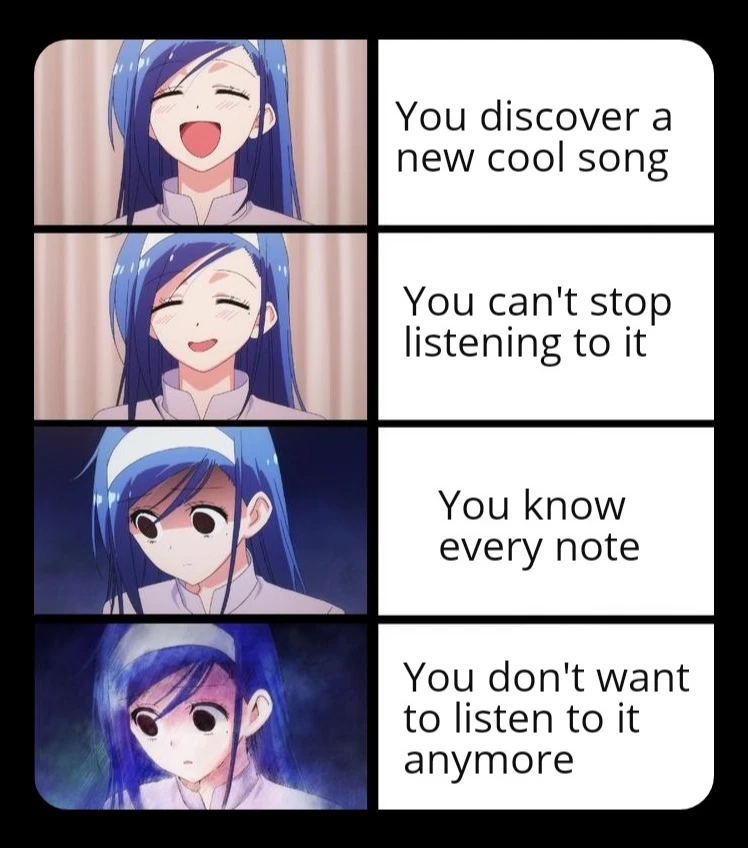 You discover a
new cool song
You can't stop
listening to it
You know
every note
You don't want
to listen to it
anymore